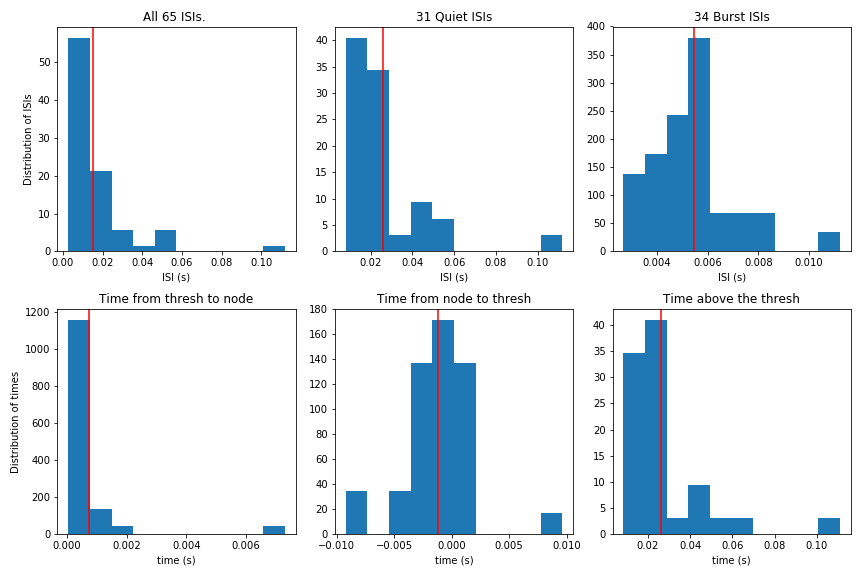 All 65 ISIs.
Distribution of ISIs
50
40
30
20
10
0
0.00 0.02 0.04 0.06 0.08 0.10
ISI (s)
31 Quiet ISIs
40
35
30
25
20
15
10
5
0
0.02 0.04 0.06 0.08 0.10
ISI (s)
34 Burst ISIs
400
350
300
250
200
150
100
50
0
0.004 0.006 0.008 0.010
ISI (s)
Time from thresh to node
Distribution of times
1200
1000
800
600
400
200
0
0.000 0.002 0.004 0.006
time (s)
Time from node to thresh
180
160
140
120
100
80
60
40
20
0
−0.010 −0.005 0.000 0.005 0.010
time (s)
Time above the thresh
40
35
30
25
20
15
10
5
0
0.02 0.04 0.06 0.08 0.10
time (s)